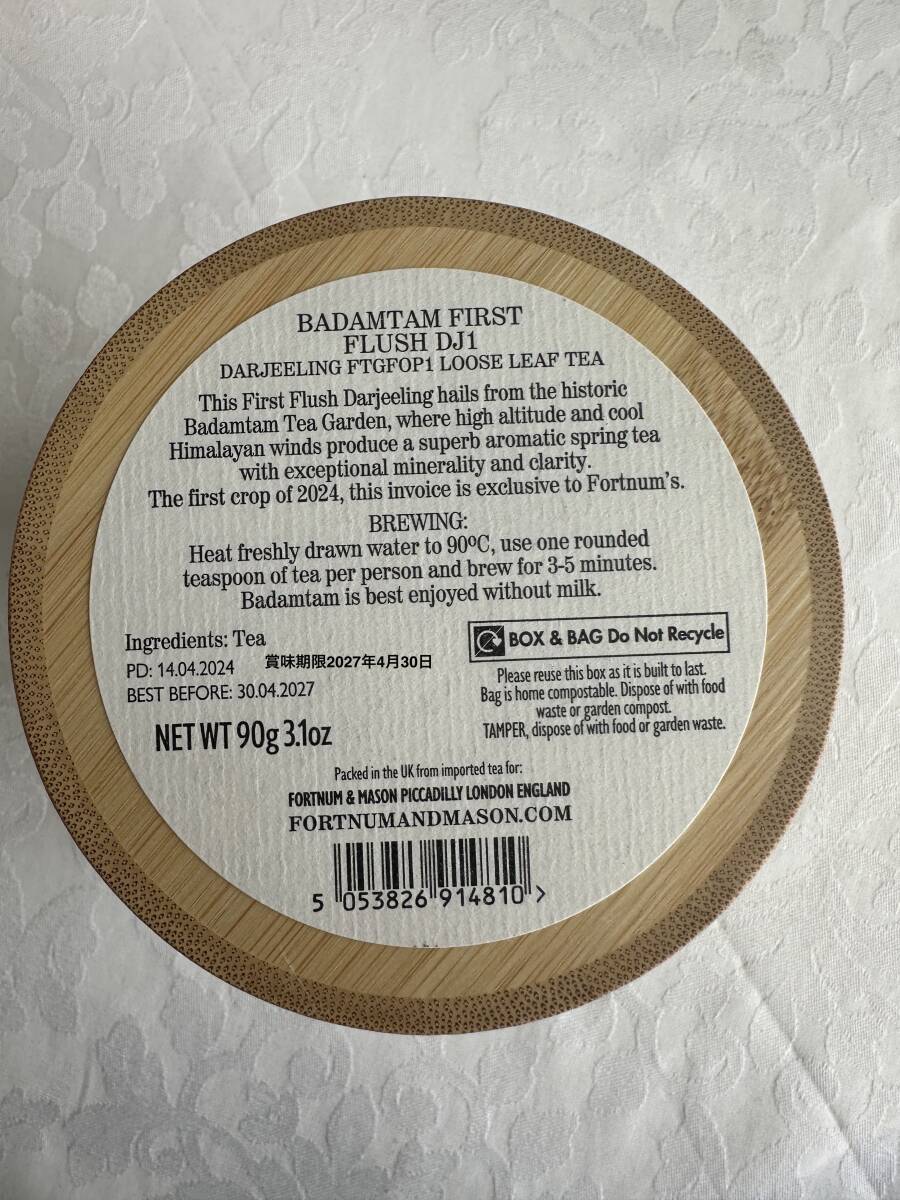 BADAMTAM FIRST
FLUSH DJ1
DARJEELING FTGFOP1 LOOSE LEAF TEA
This First Flush Darjeeling hails from the historic
Badamtam Tea Garden, where high altitude and cool
Himalayan winds produce a superb aromatic spring tea
with exceptional minerality and clarity.
The first crop of 2024, this invoice is exclusive to Fortnum's.
BREWING:
Heat freshly drawn water to 90ºC, use one rounded
teaspoon of tea per person and brew for 3-5 minutes.
Badamtam is best enjoyed without milk.
Ingredients: Tea
PD: 14.04.2024 賞味期限2027年4月30日
BEST BEFORE: 30.04.2027
NET WT 90g 3.1oz
BOX & BAG Do Not Recycle
Please reuse this box as it is built to last.
Bag is home compostable. Dispose of with food
waste or garden compost.
TAMPER, dispose of with food or garden waste.
Packed in the UK from imported tea for:
FORTNUM & MASON PICCADILLY LONDON ENGLAND
FORTNUMANDMASON.COM
5 053826 914810 >